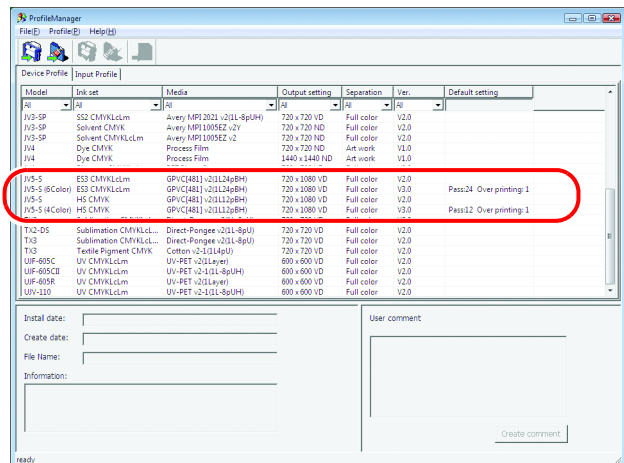 ProfileManager
File(F) Profile(P) Help(H)
Device Profile Input Profile
Model Ink set Media Output setting Separation Ver. Default setting
All All All All All All
JV3-SP SS2 CMYKLcLm Avery MPI 2021 v2(1L-8pUH) 720 x 720 VD Full color V2.0
JV3-SP Solvent CMYK Avery MPI1005EZ v2Y 720 x 720 ND Full color V2.0
JV3-SP Solvent CMYKLcLm Avery MPI1005EZ v2 720 x 720 ND Full color V2.0
JV4 Dye CMYK Process Film 720 x 720 ND Art work V1.0
JV4 Dye CMYK Process Film 1440 x 1440 ND Art work V1.0
JV5-S ES3 CMYKLcLm GPVC[481] v2(1L24pBH) 720 x 1080 VD Full color V2.0
JV5-S (6Color) ES3 CMYKLcLm GPVC[481] v2(1L24pBH) 720 x 1080 VD Full color V3.0 Pass:24 Over printing: 1
JV5-S HS CMYK GPVC[481] v2(1L12pBH) 720 x 1080 VD Full color V2.0
JV5-S (4Color) HS CMYK GPVC[481] v2(1L12pBH) 720 x 1080 VD Full color V3.0 Pass:12 Over printing: 1
TX2-DS Sublimation CMYKLcL... Direct-Pongee v2(1L-8pU) 720 x 720 VD Full color V2.0
TX3 Sublimation CMYKLcL... Direct-Pongee v2(1L-8pU) 720 x 720 VD Full color V2.0
TX3 Textile Pigment CMYK Cotton v2-1(1L4pU) 720 x 720 VD Full color V2.0
UJF-605C UV CMYKLcLm UV-PET v2(1Layer) 600 x 600 VD Full color V2.0
UJF-605CII UV CMYKLcLm UV-PET v2-1(1L-8pUH) 600 x 600 VD Full color V2.0
UJF-605R UV CMYKLcLm UV-PET v2(1Layer) 600 x 600 VD Full color V2.0
UJV-110 UV CMYKLcLm UV-PET v2-1(1L-8pUH) 600 x 600 VD Full color V2.0
Install date:
Create date:
File Name:
Information:
User comment
Create comment
ready